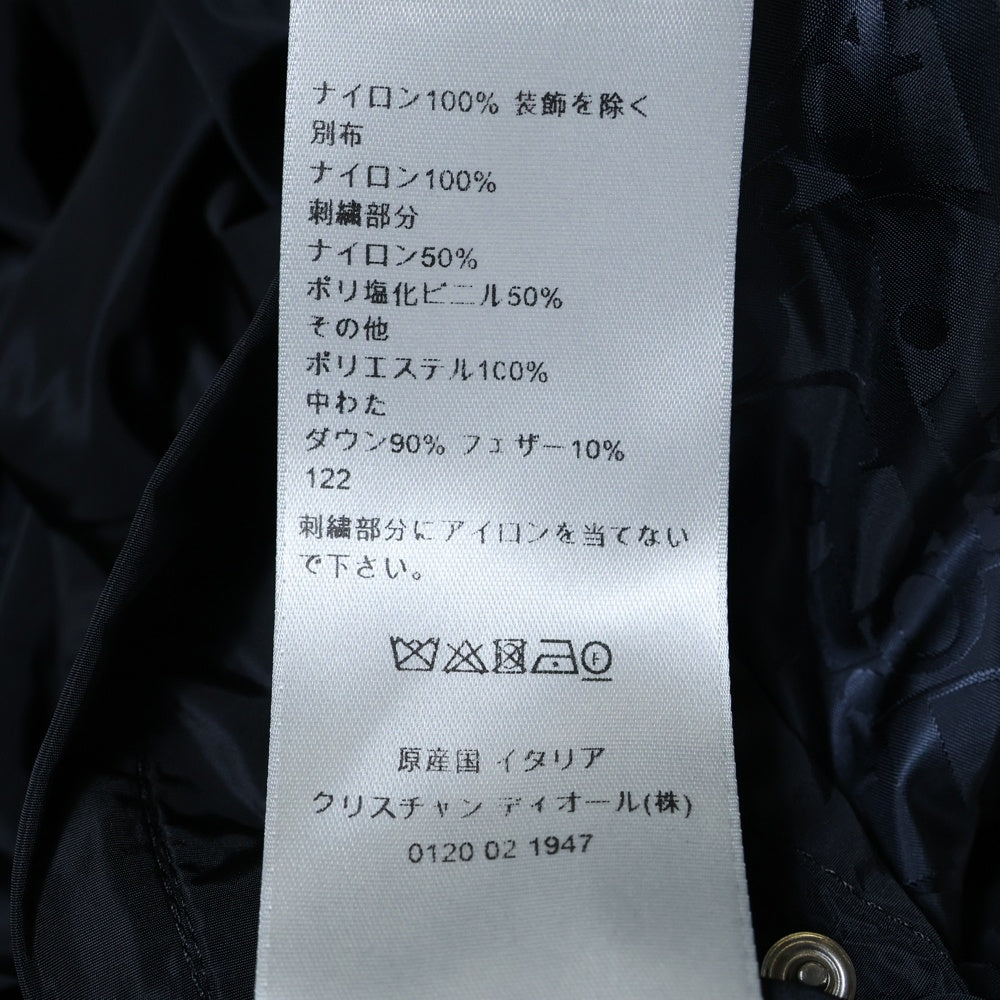 ナイロン100% 装飾を除く
別布
ナイロン100%
刺繍部分
ナイロン50%
ポリ塩化ビニル50%
その他
ポリエステル100%
中わた
ダウン90% フェザー10%
122
刺繍部分にアイロンを当てない
で下さい。
F
原産国 イタリア
クリスチャン ディオール(株)
0120 02 1947